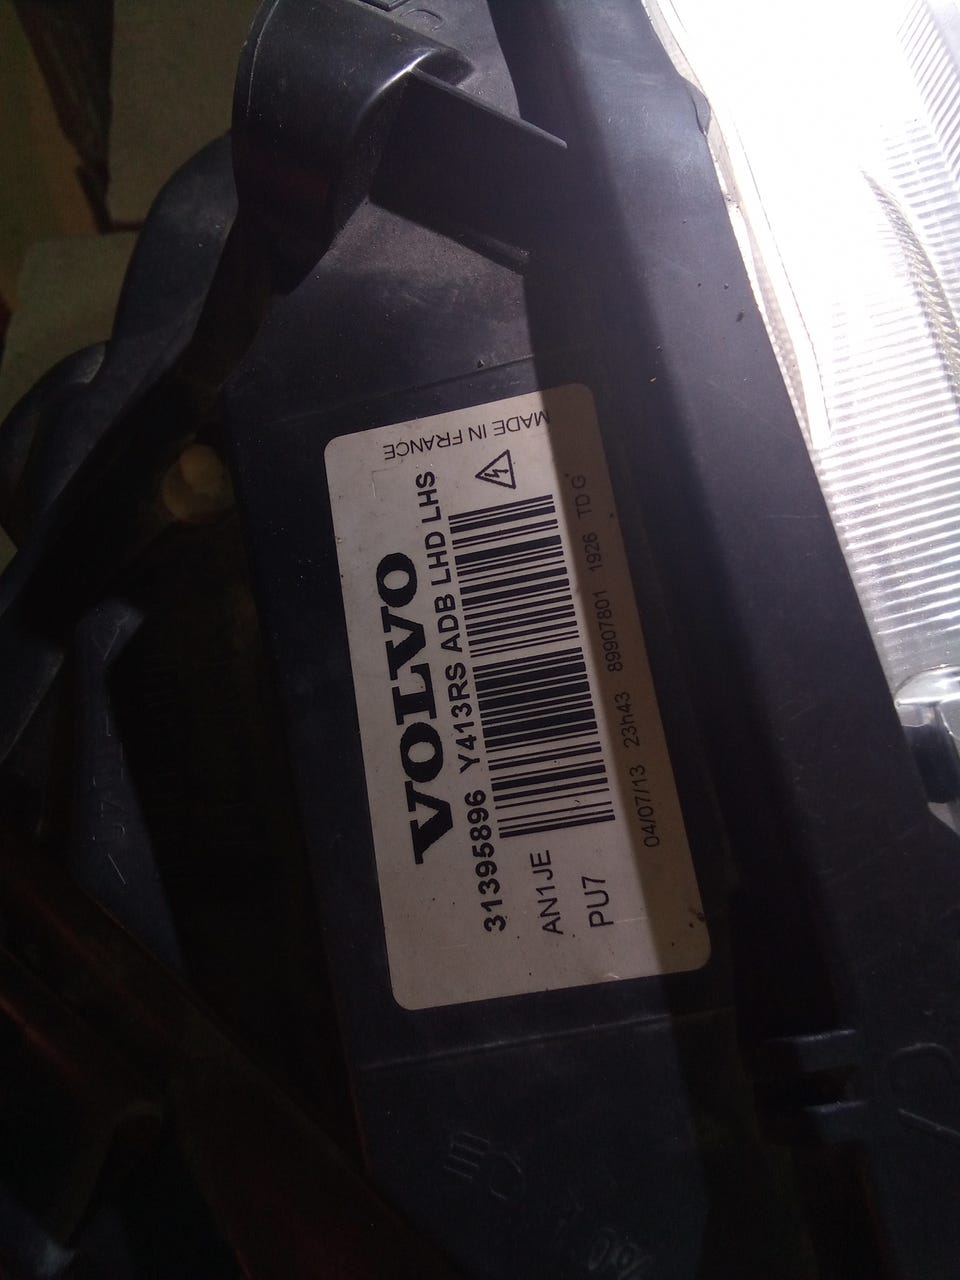 VOLVO
31395896 Y413RS ADB LHD LHS
AN1JE
PU7
04/07/13 23h43 89907801 1926 TD G
MADE IN FRANCE